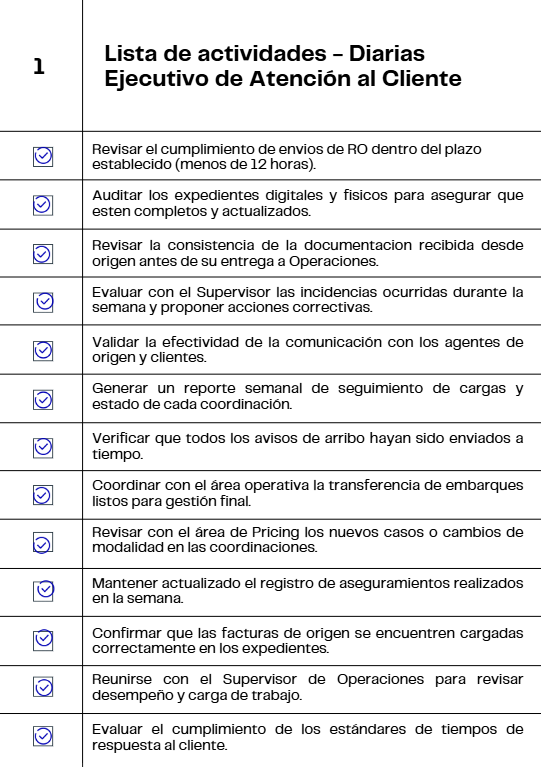 1
Lista de actividades - Diarias
Ejecutivo de Atención al Cliente
Revisar el cumplimiento de envios de RO dentro del plazo
establecido (menos de 12 horas).
Auditar los expedientes digitales y fisicos para asegurar que
esten completos y actualizados.
Revisar la consistencia de la documentacion recibida desde
origen antes de su entrega a Operaciones.
Evaluar con el Supervisor las incidencias ocurridas durante la
semana y proponer acciones correctivas.
Validar la efectividad de la comunicación con los agentes de
origen y clientes.
Generar un reporte semanal de seguimiento de cargas y
estado de cada coordinación.
Verificar que todos los avisos de arribo hayan sido enviados a
tiempo.
Coordinar con el área operativa la transferencia de embarques
listos para gestión final.
Revisar con el área de Pricing los nuevos casos o cambios de
modalidad en las coordinaciones.
Mantener actualizado el registro de aseguramientos realizados
en la semana.
Confirmar que las facturas de origen se encuentren cargadas
correctamente en los expedientes.
Reunirse con el Supervisor de Operaciones para revisar
desempeño y carga de trabajo.
Evaluar el cumplimiento de los estándares de tiempos de
respuesta al cliente.